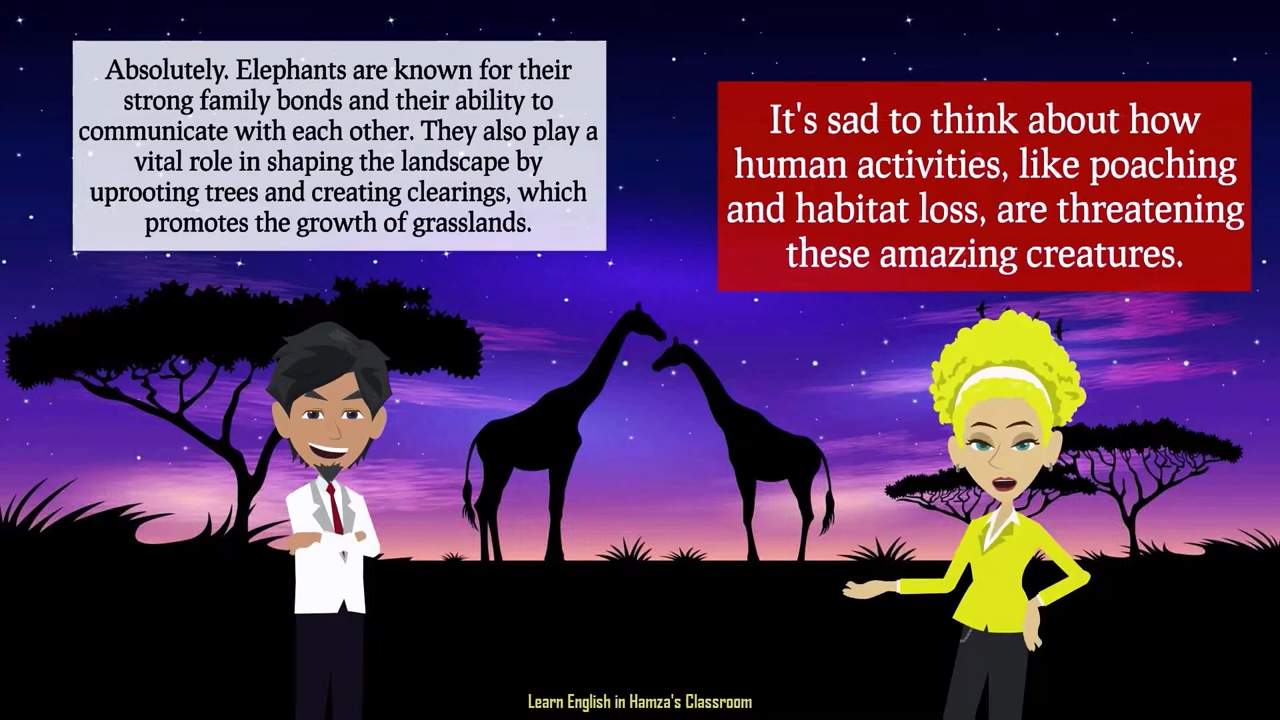 Absolutely. Elephants are known for their
strong family bonds and their ability to
communicate with each other. They also play a
vital role in shaping the landscape by
uprooting trees and creating clearings, which
promotes the growth of grasslands.
It's sad to think about how
human activities, like poaching
and habitat loss, are threatening
these amazing creatures.
Learn English in Hamza's Classroom